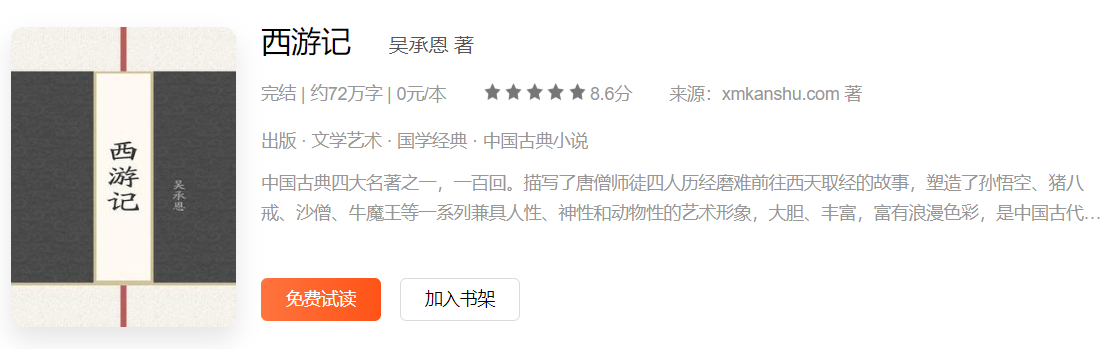 西游记
吴承恩
西游记 吴承恩 著
完结 | 约72万字 | 0元/本 8.6分 来源：xmkanshu.com 著
出版 · 文学艺术 · 国学经典 · 中国古典小说
中国古典四大名著之一，一百回。描写了唐僧师徒四人历经磨难前往西天取经的故事，塑造了孙悟空、猪八
戒、沙僧、牛魔王等一系列兼具人性、神性和动物性的艺术形象，大胆、丰富，富有浪漫色彩，是中国古代...
免费试读 加入书架